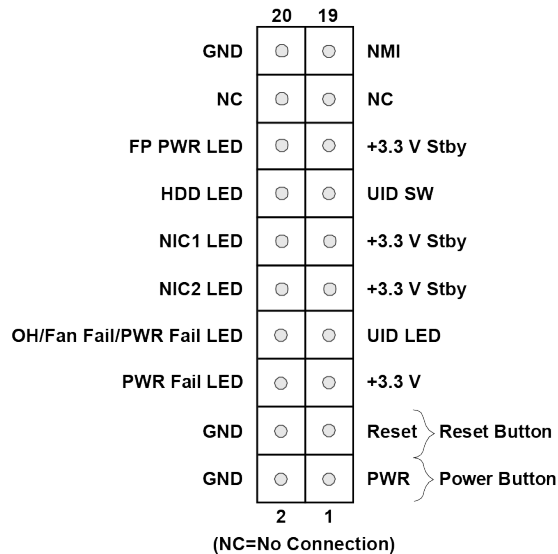 20 19
GND NMI
NC NC
FP PWR LED +3.3 V Stby
HDD LED UID SW
NIC1 LED +3.3 V Stby
NIC2 LED +3.3 V Stby
OH/Fan Fail/PWR Fail LED UID LED
PWR Fail LED +3.3 V
GND Reset Reset Button
GND PWR Power Button
2 1
(NC=No Connection)